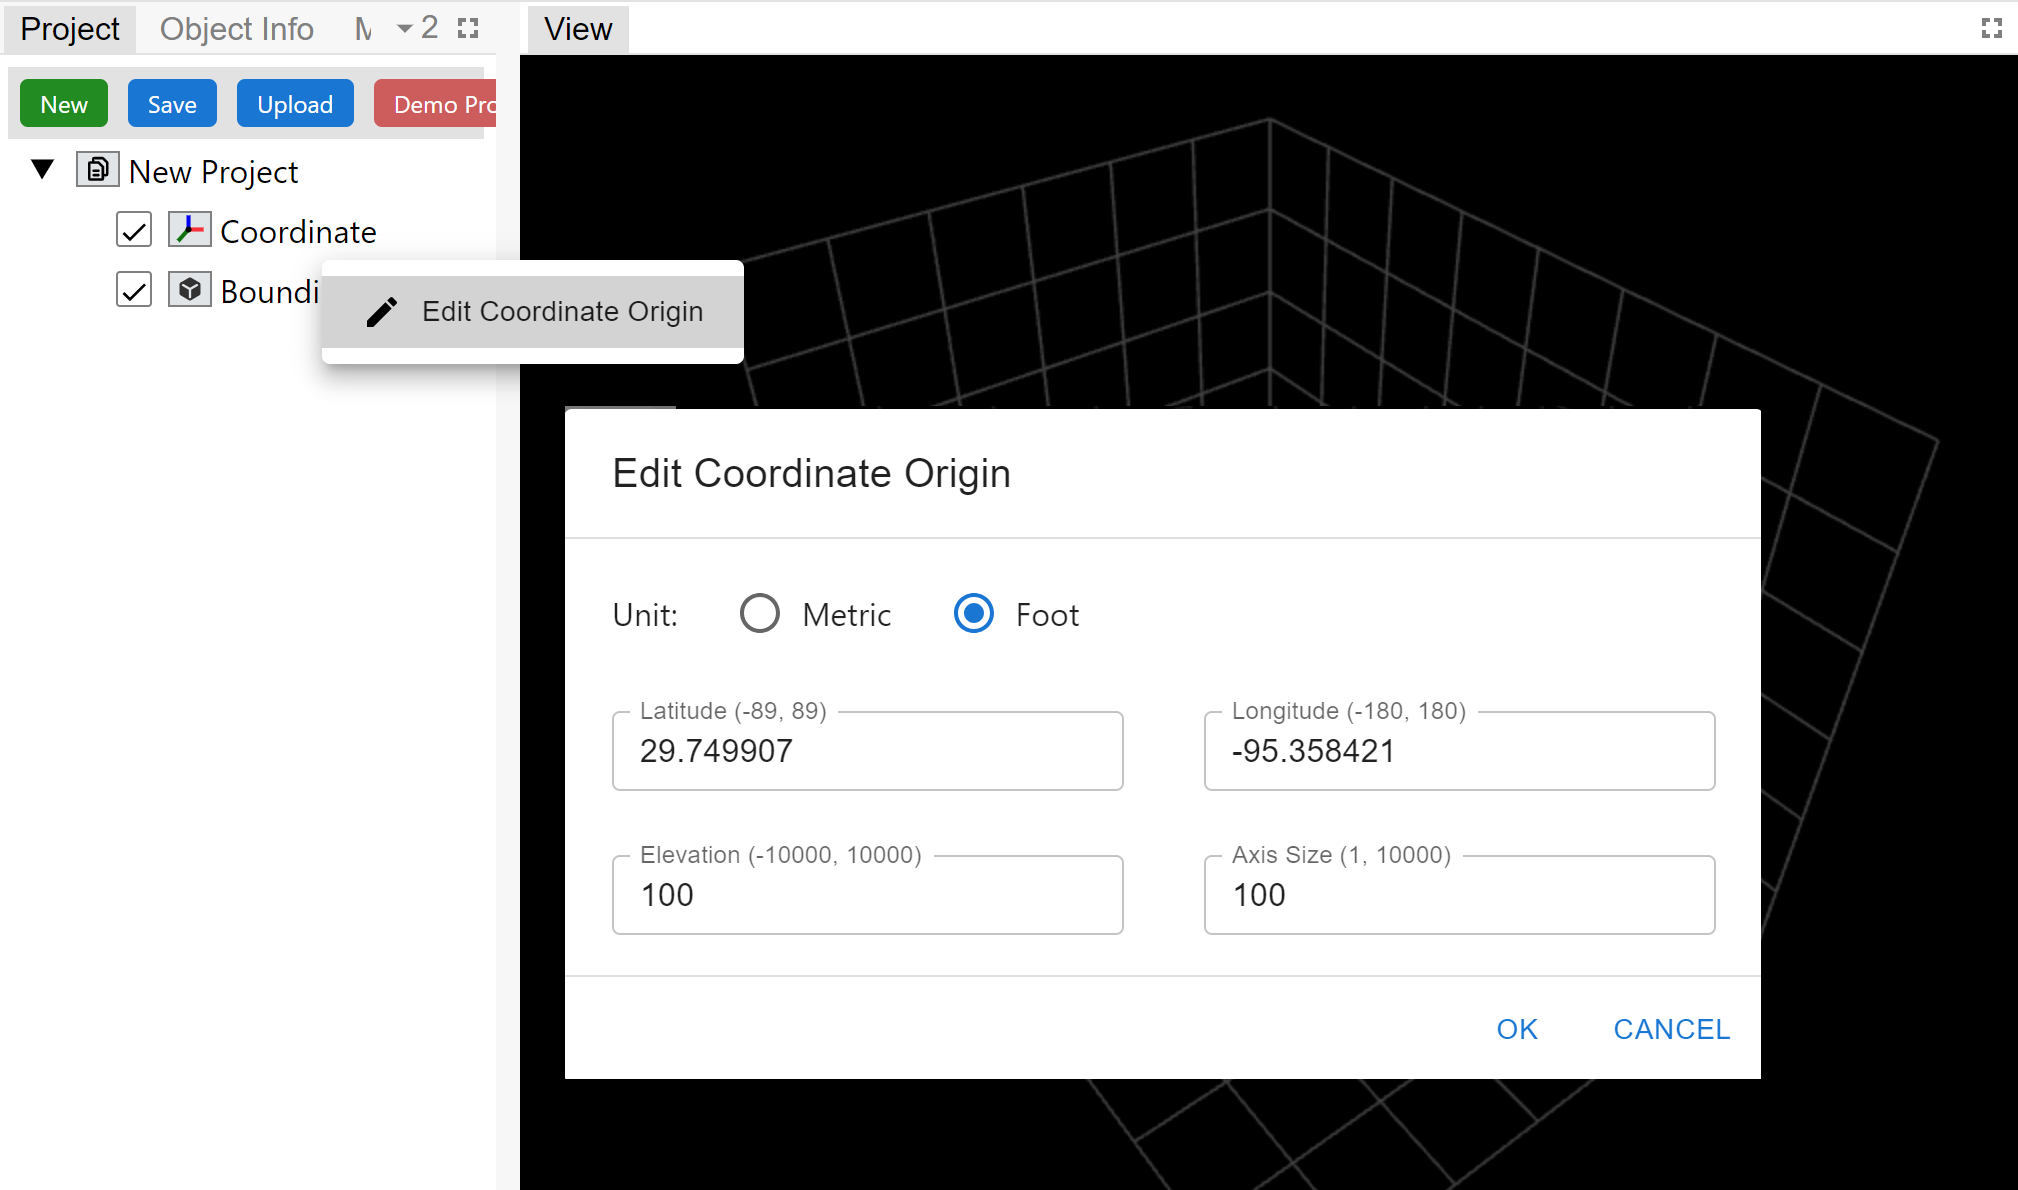 Project Object Info 2
View
New Save Upload Demo
New Project
Coordinate
Edit Coordinate Origin
Edit Coordinate Origin
Unit: Metric Foot
Latitude (-89, 89)
29.749907
Longitude (-180, 180)
-95.358421
Elevation (-10000, 10000)
100
Axis Size (1, 10000)
100
OK CANCEL